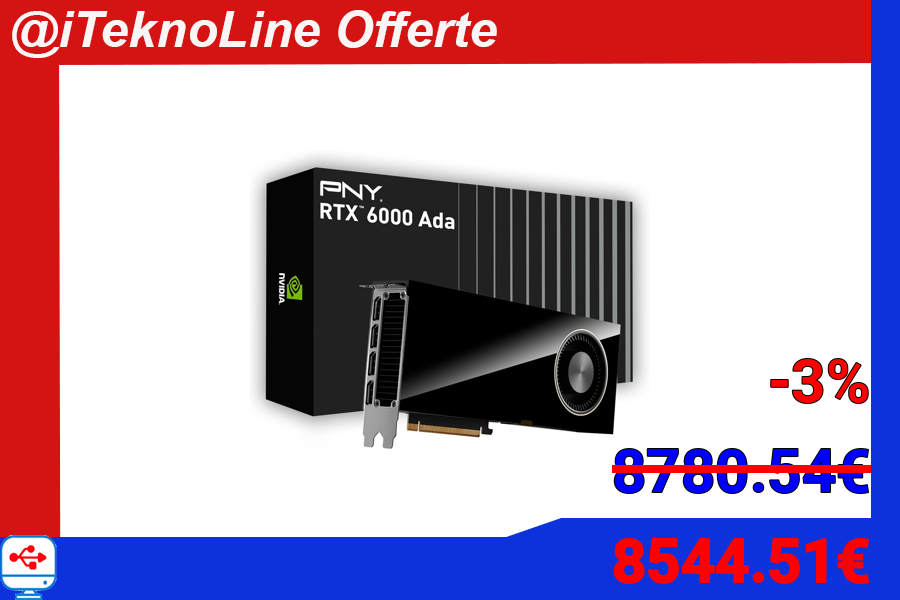 @iTeknoLine Offerte
PNY
RTX™ 6000 Ada
NVIDIA.
-3%
8780.54€
8544.51€